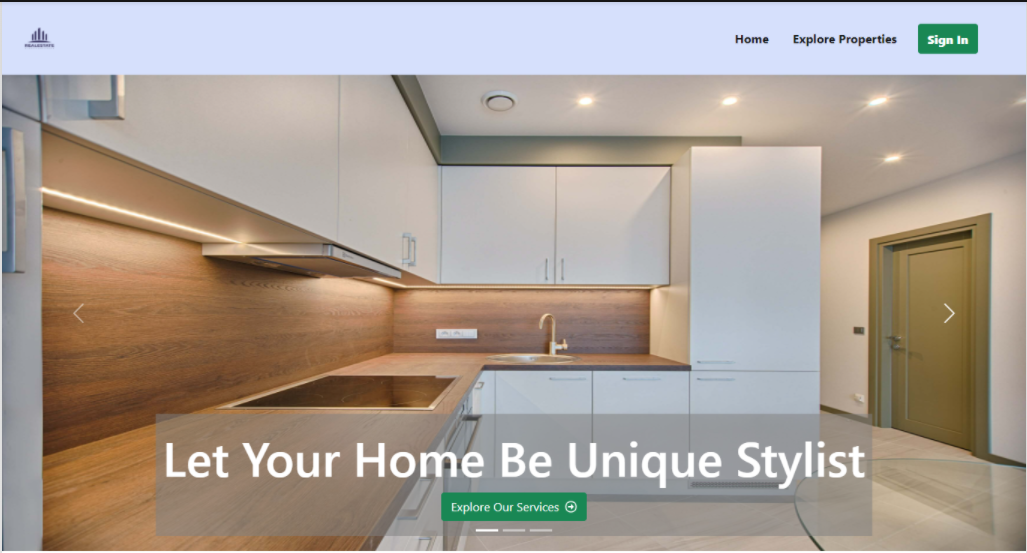 REALESTATE
Home
Explore Properties
Sign In
Let Your Home Be Unique Stylist
Explore Our Services